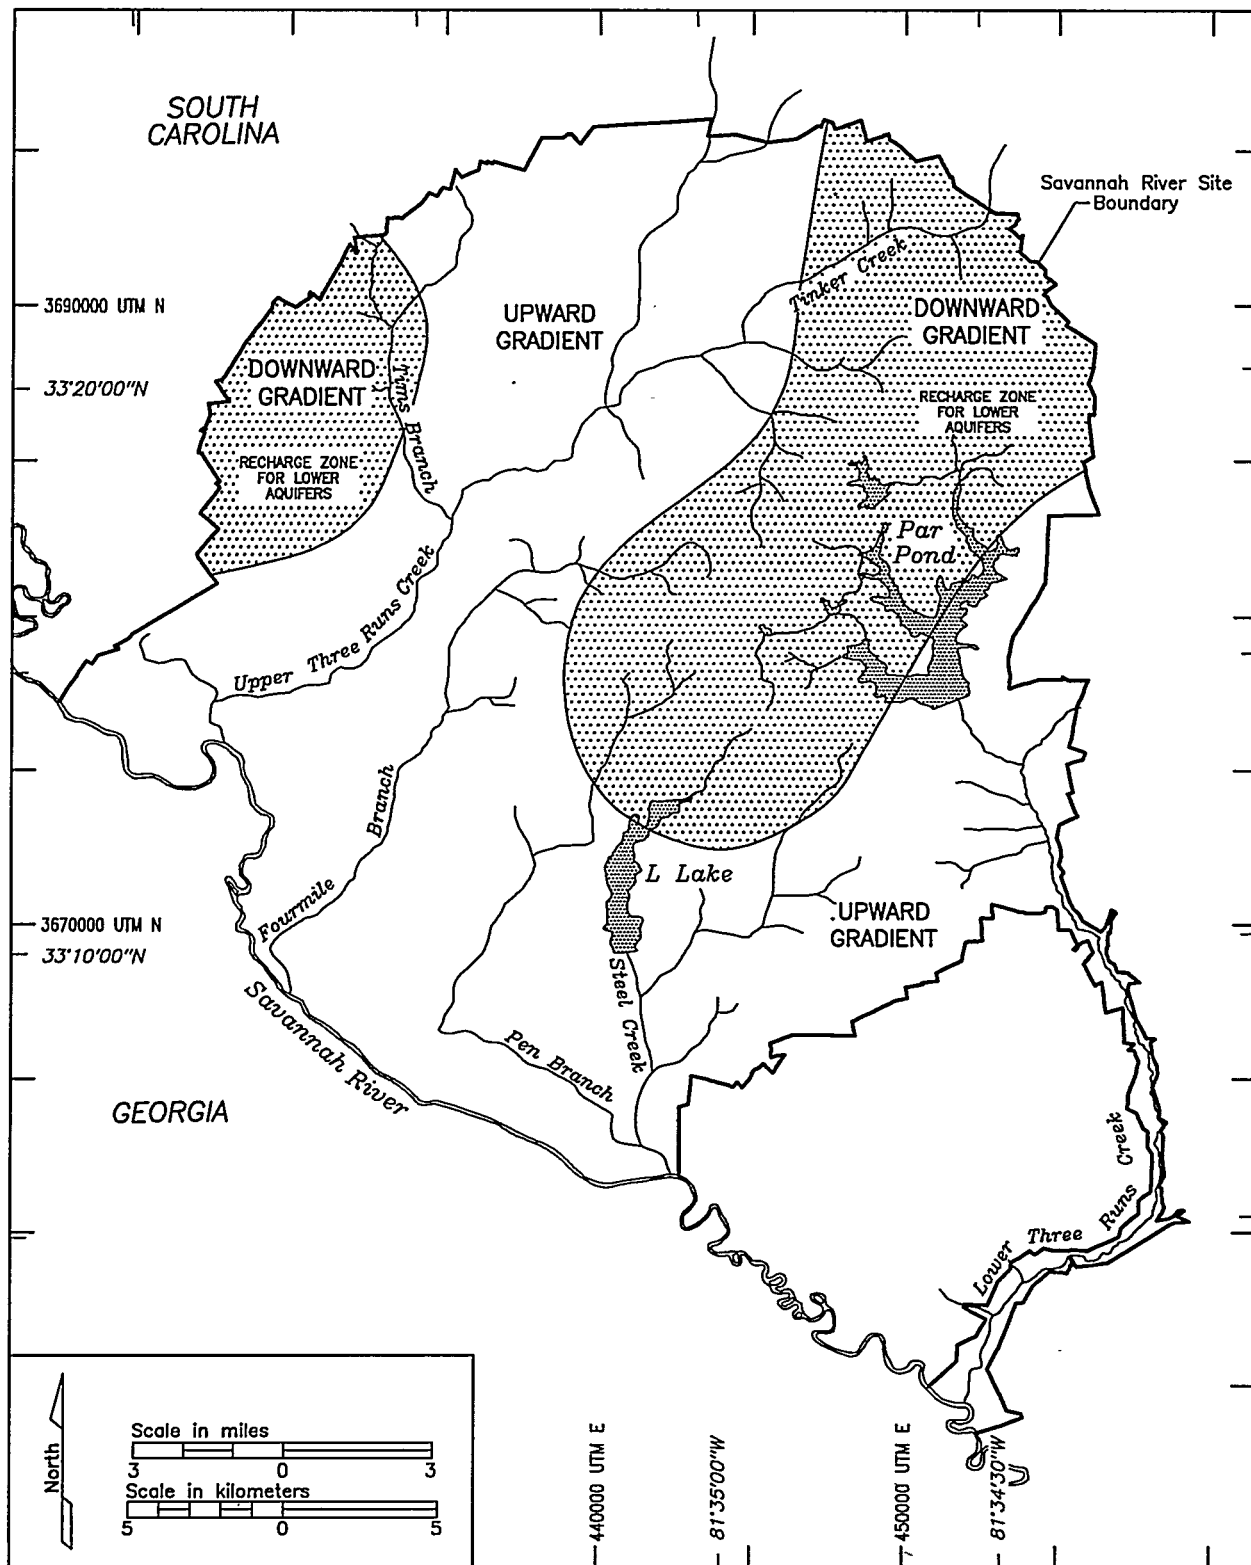 SOUTH
CAROLINA
Savannah River Site
Boundary
3690000 UTM N
33°20'00"N
UPWARD
GRADIENT
Tinker Creek
DOWNWARD
GRADIENT
RECHARGE ZONE
FOR LOWER
AQUIFERS
DOWNWARD
GRADIENT
Tims Branch
RECHARGE ZONE
FOR LOWER
AQUIFERS
Par
Pond
Upper Three Runs Creek
Fourmile Branch
L Lake
UPWARD
GRADIENT
3670000 UTM N
33°10'00"N
Savannah River
Steel Creek
Pen Branch
GEORGIA
Lower Three Runs Creek
North
Scale in miles
3 0 3
Scale in kilometers
5 0 5
440000 UTM E
81°35'00"W
450000 UTM E
81°34'30"W